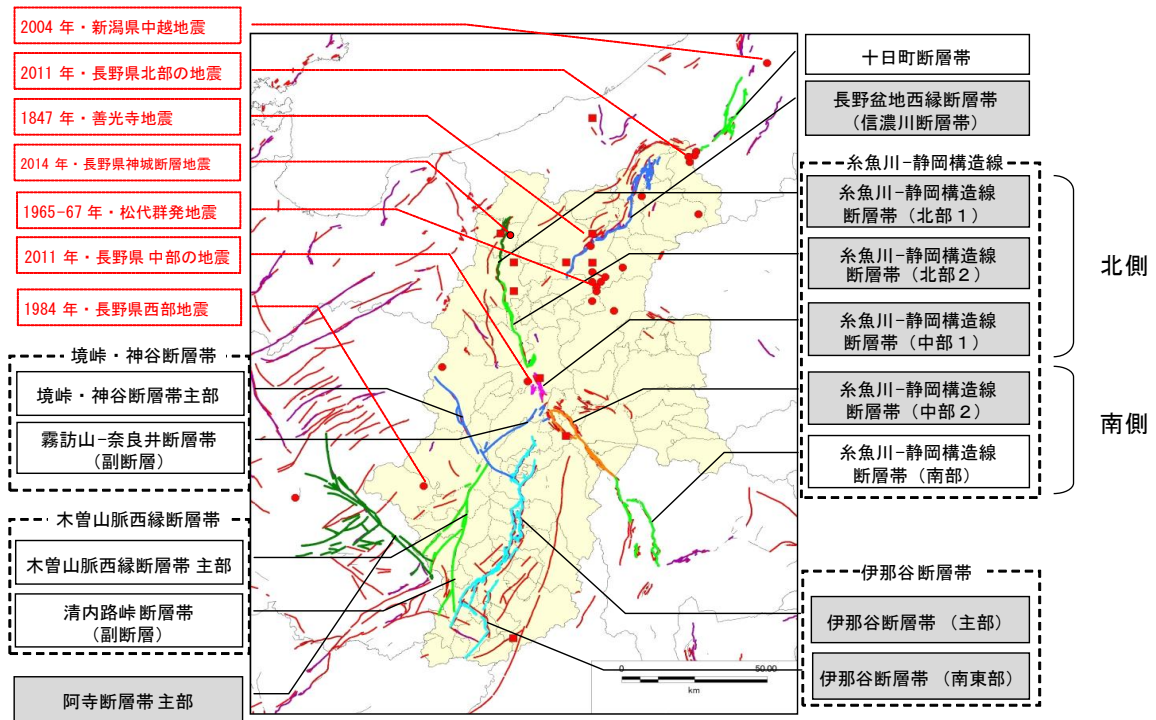 2004 年・新潟県中越地震
2011 年・長野県北部の地震
1847 年・善光寺地震
2014 年・長野県神城断層地震
1965-67 年・松代群発地震
2011 年・長野県 中部の地震
1984 年・長野県西部地震
境峠・神谷断層帯
境峠・神谷断層帯主部
霧訪山-奈良井断層帯
(副断層)
木曽山脈西縁断層帯
木曽山脈西縁断層帯 主部
清内路峠断層帯
(副断層)
阿寺断層帯 主部
十日町断層帯
長野盆地西縁断層帯
(信濃川断層帯)
糸魚川-静岡構造線
糸魚川-静岡構造線
断層帯(北部1)
糸魚川-静岡構造線
断層帯(北部2)
糸魚川-静岡構造線
断層帯(中部1)
糸魚川-静岡構造線
断層帯(中部2)
糸魚川-静岡構造線
断層帯(南部)
北側
南側
伊那谷断層帯
伊那谷断層帯 (主部)
伊那谷断層帯 (南東部)
0 50.00
km